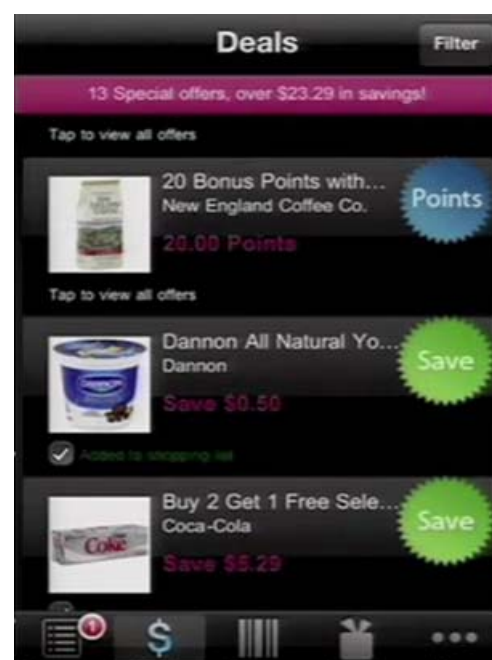 Deals
Filter
13 Special offers, over $23.29 in savings!
Tap to view all offers
20 Bonus Points with...
New England Coffee Co.
20.00 Points
Points
Tap to view all offers
Dannon All Natural Yo...
Dannon
Save $0.50
Save
DANNON
Added to shopping list
Buy 2 Get 1 Free Sele...
Coca-Cola
Save $5.29
Save
Coke
1
$